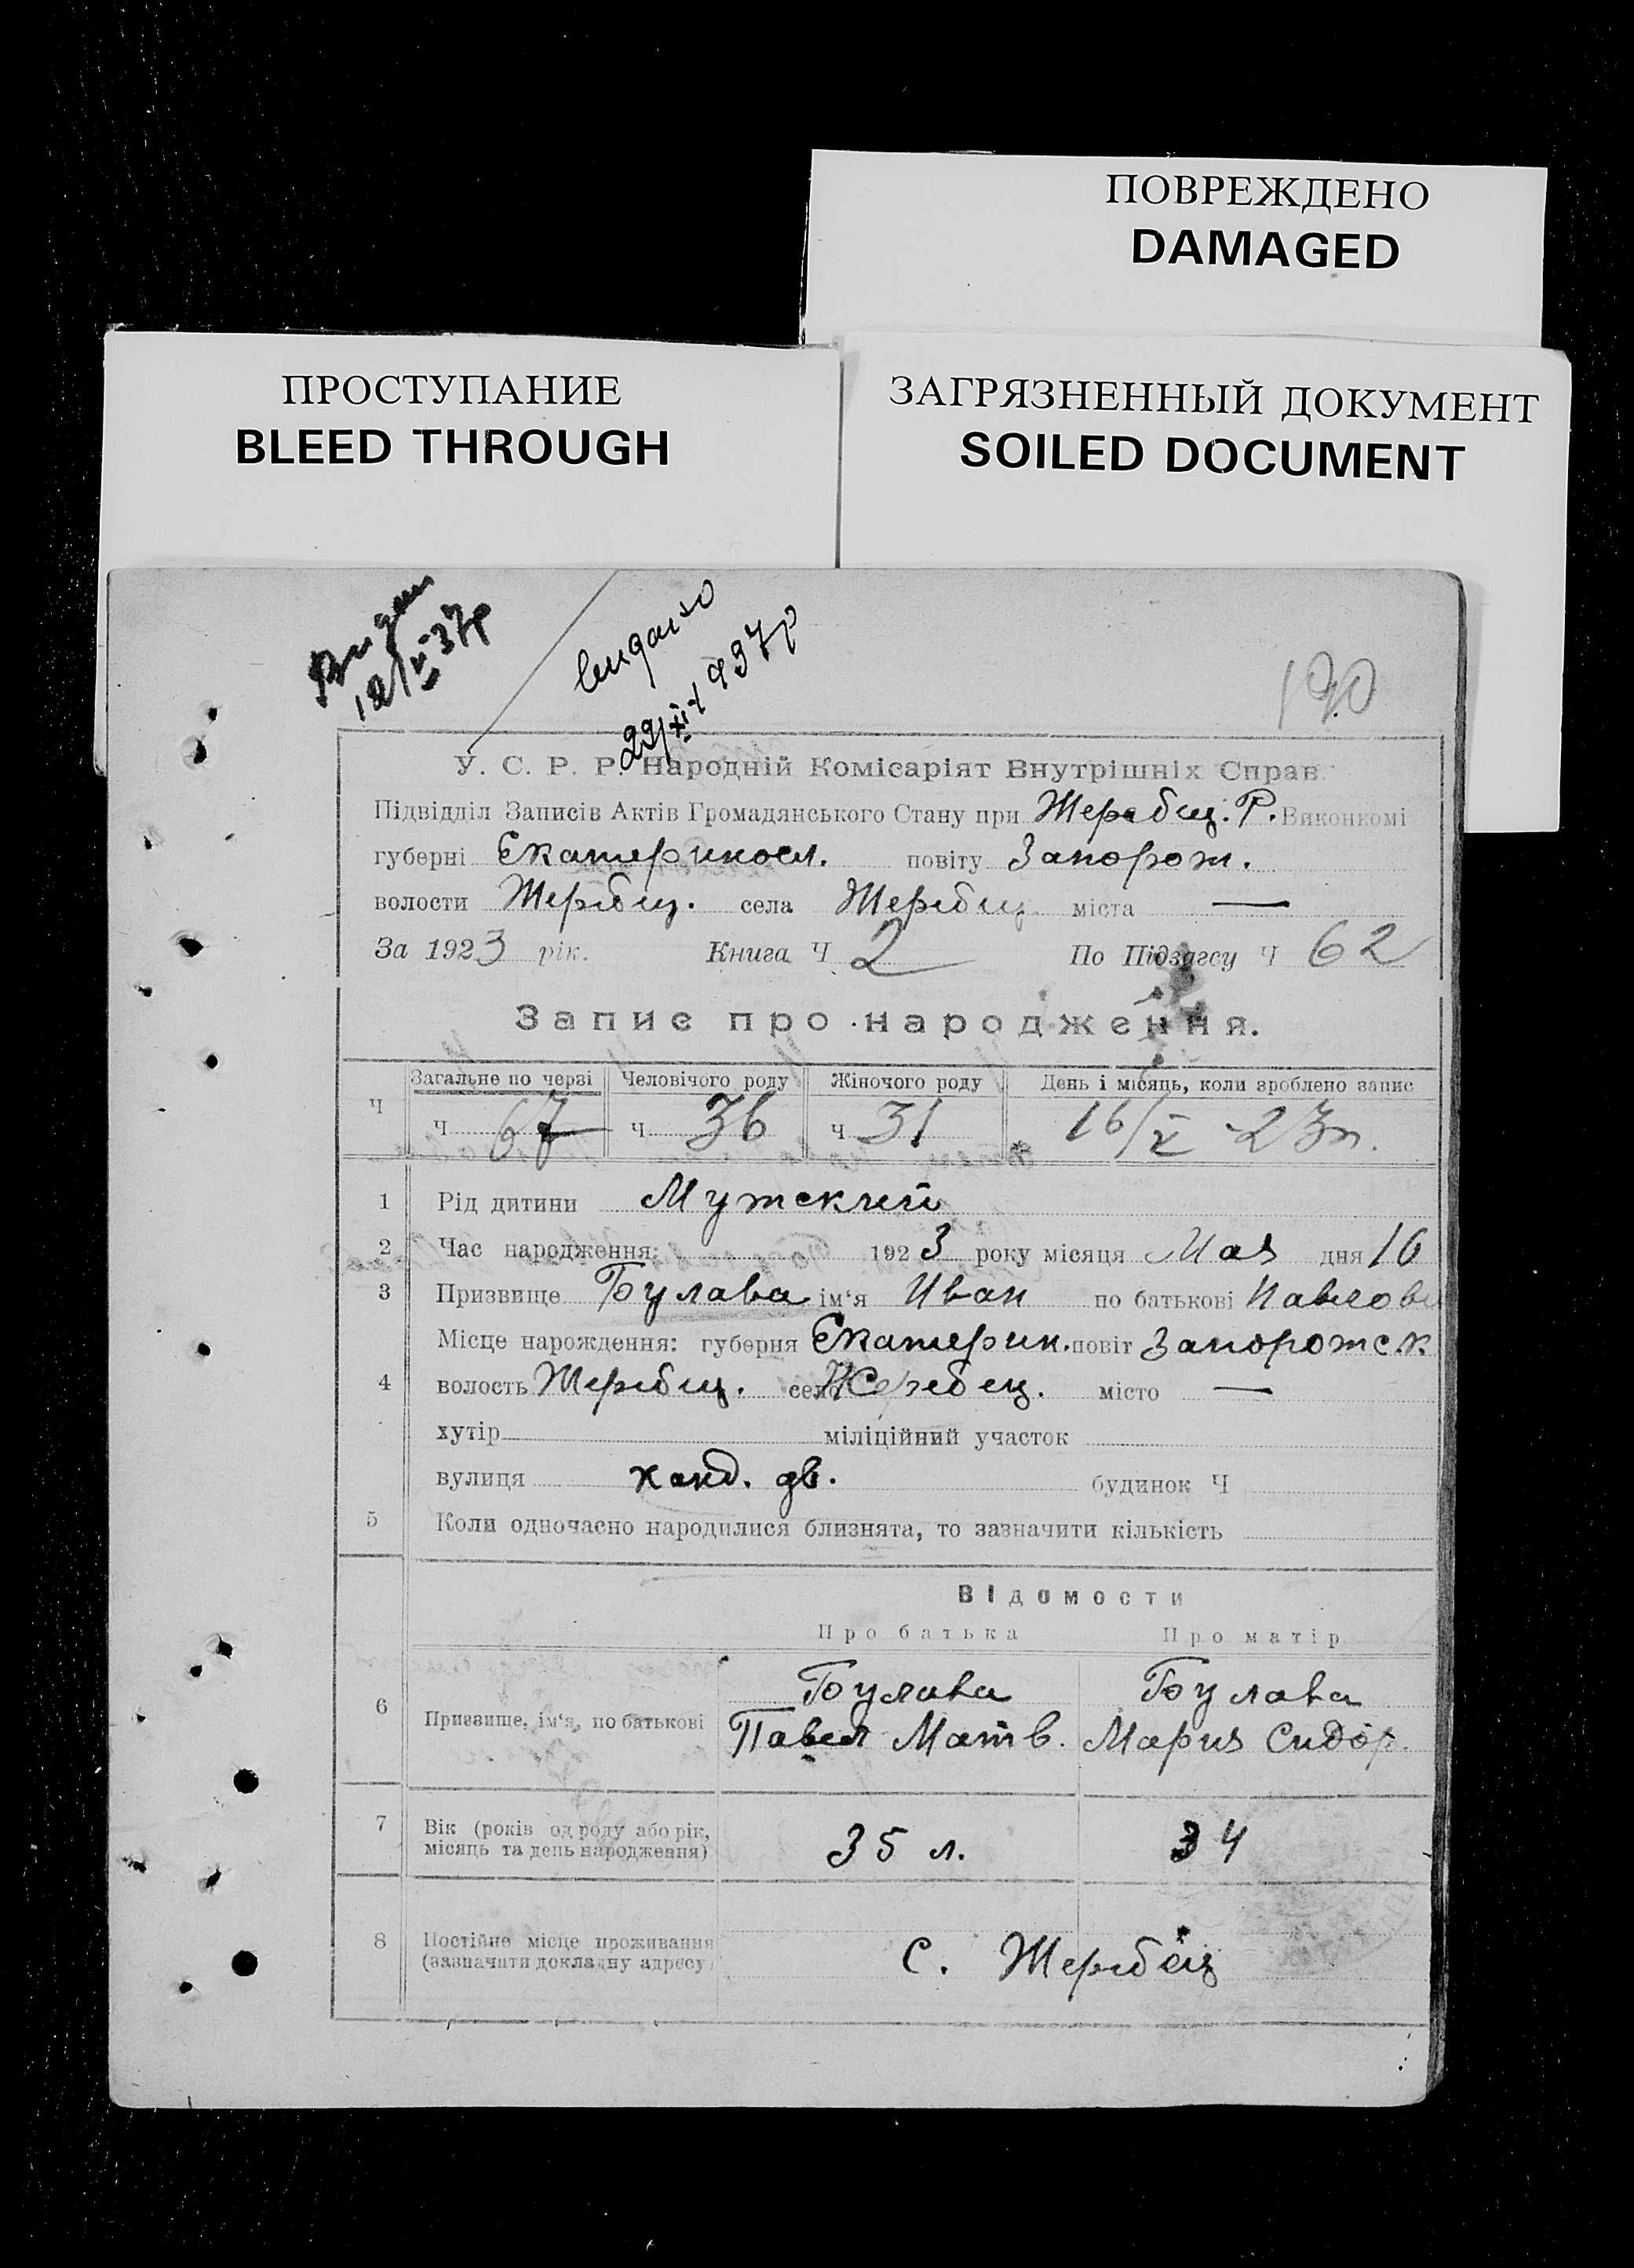 ПОВРЕЖДЕНО
DAMAGED
ПРОСТУПАНИЕ
BLEED THROUGH
ЗАГРЯЗНЕННЫЙ ДОКУМЕНТ
SOILED DOCUMENT
190
У. С. Р. Р. Народній Комісаріят Внутрішніх Справ.
Підвідділ Записів Актів Громадянського Стану при Жеребец. Р. Виконкомі
губерні Екатериносл. повіту Запорож.
волости Жеребец. села Жеребец міста —
За 1923 рік. Книга Ч 2 По Підзагсу Ч 62
Запис про народження.
Загальне по черзі Человічого роду Жіночого роду День і місяць, коли зроблено запис
Ч Ч 67 Ч 36 Ч 31 16/V 23 г.
1 Рід дитини Мужский
2 Час народження: 1923 року місяця Мая дня 16
3 Призвище Булава ім'я Иван по батькові Павлови
Місце нарождення: губерня Екатерин. повіт Запорожск
4 волость Жеребец. село Жеребец. місто —
хутір міліційний участок
вулиця дв. будинок Ч
5 Коли одночасно народилися близнята, то зазначити кількість
Відомости
Про батька Про матір
Булава Булава
6 Призвище, ім'я, по батькові Павел Матв. Мария Сидор.
7 Вік (років од роду або рік, місяць та день народження) 35 л. 34
8 Постійне місце проживання (зазначити докладну адресу) С. Жеребец